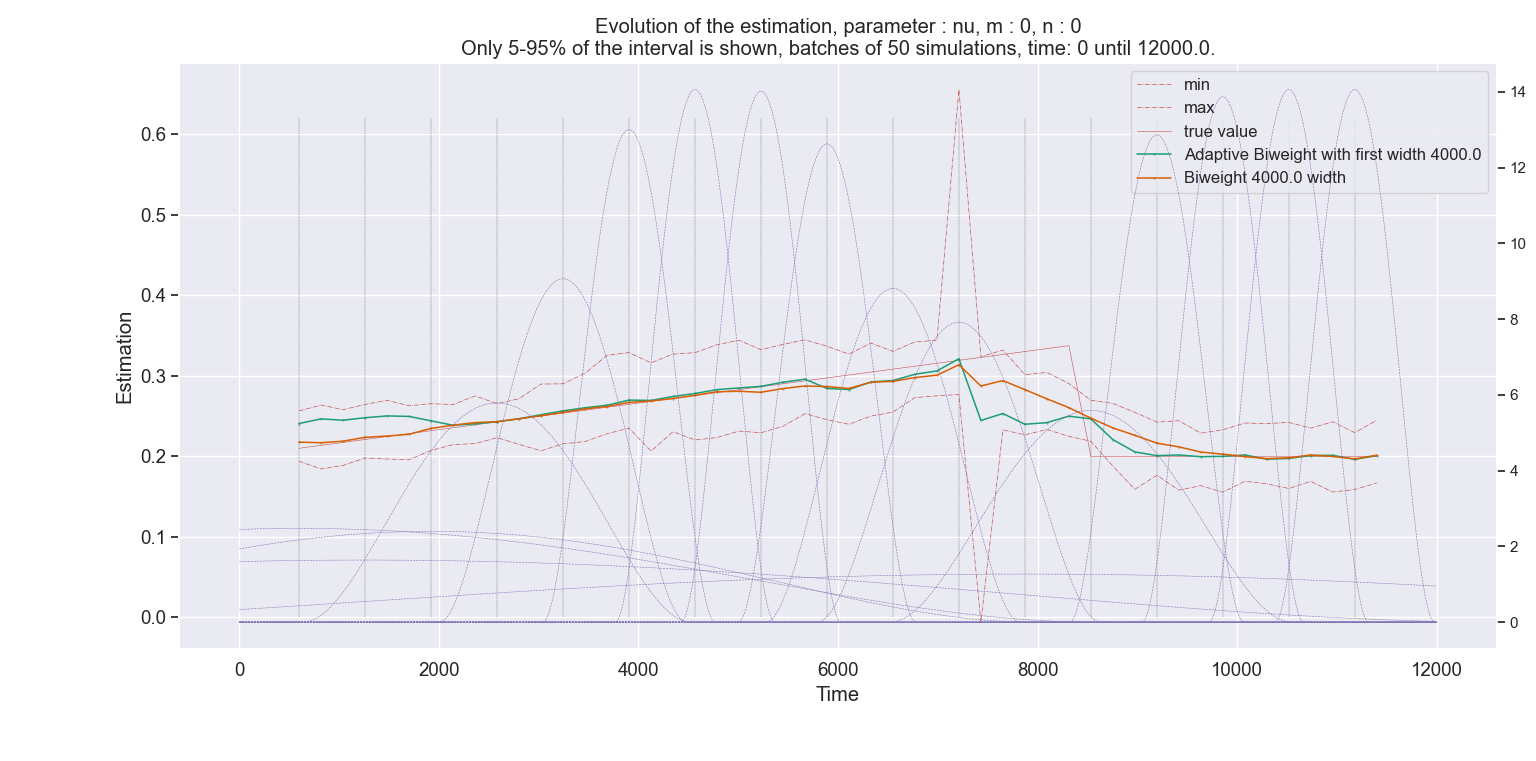 Evolution of the estimation, parameter : nu, m : 0, n : 0
Only 5-95% of the interval is shown, batches of 50 simulations, time: 0 until 12000.0.
min
max
true value
Adaptive Biweight with first width 4000.0
Biweight 4000.0 width
Estimation
0.6
0.5
0.4
0.3
0.2
0.1
0.0
14
12
10
8
6
4
2
0
0 2000 4000 6000 8000 10000 12000
Time